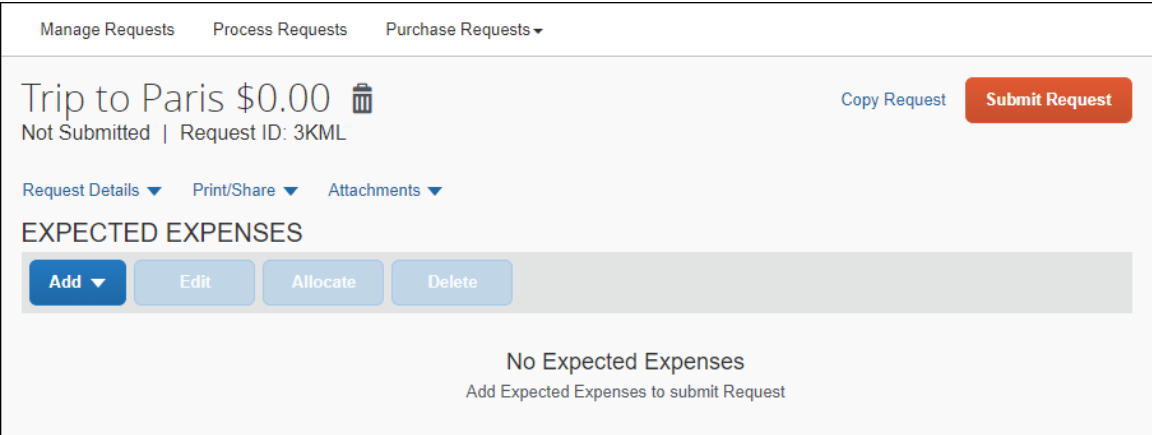 Manage Requests Process Requests Purchase Requests
Trip to Paris $0.00
Copy Request Submit Request
Not Submitted | Request ID: 3KML
Request Details Print/Share Attachments
EXPECTED EXPENSES
Add Edit Allocate Delete
No Expected Expenses
Add Expected Expenses to submit Request